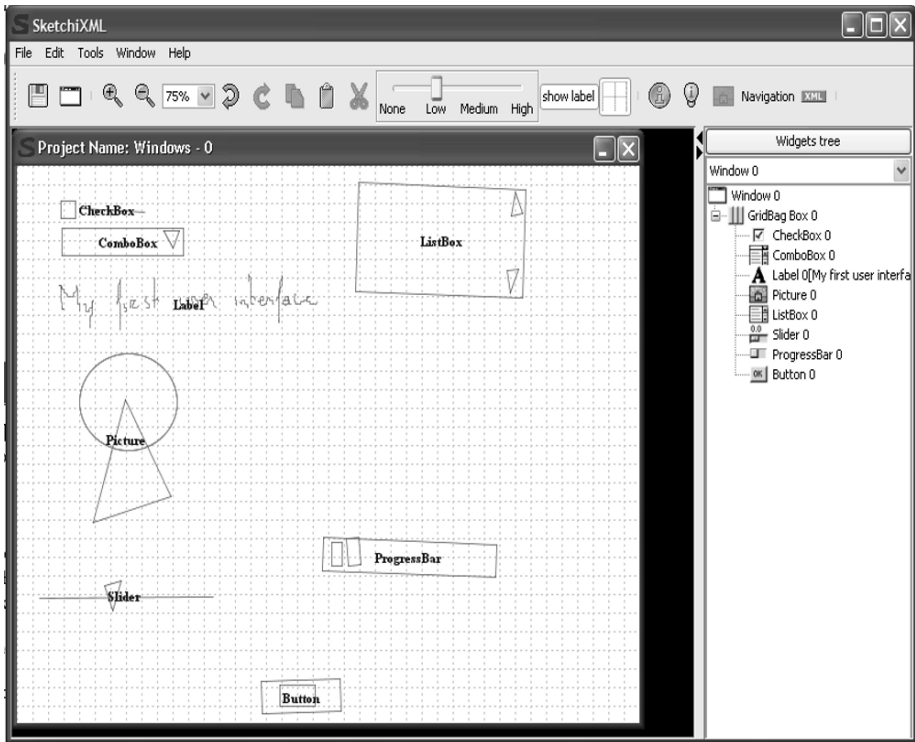 SketchiXML
File Edit Tools Window Help
75% None Low Medium High show label Navigation XML
Project Name: Windows - 0
CheckBox
ComboBox
ListBox
My first user interface
Label
Picture
ProgressBar
Slider
Button
Widgets tree
Window 0
Window 0
GridBag Box 0
CheckBox 0
ComboBox 0
A Label 0[My first user interfa
Picture 0
ListBox 0
0.0 Slider 0
ProgressBar 0
OK Button 0